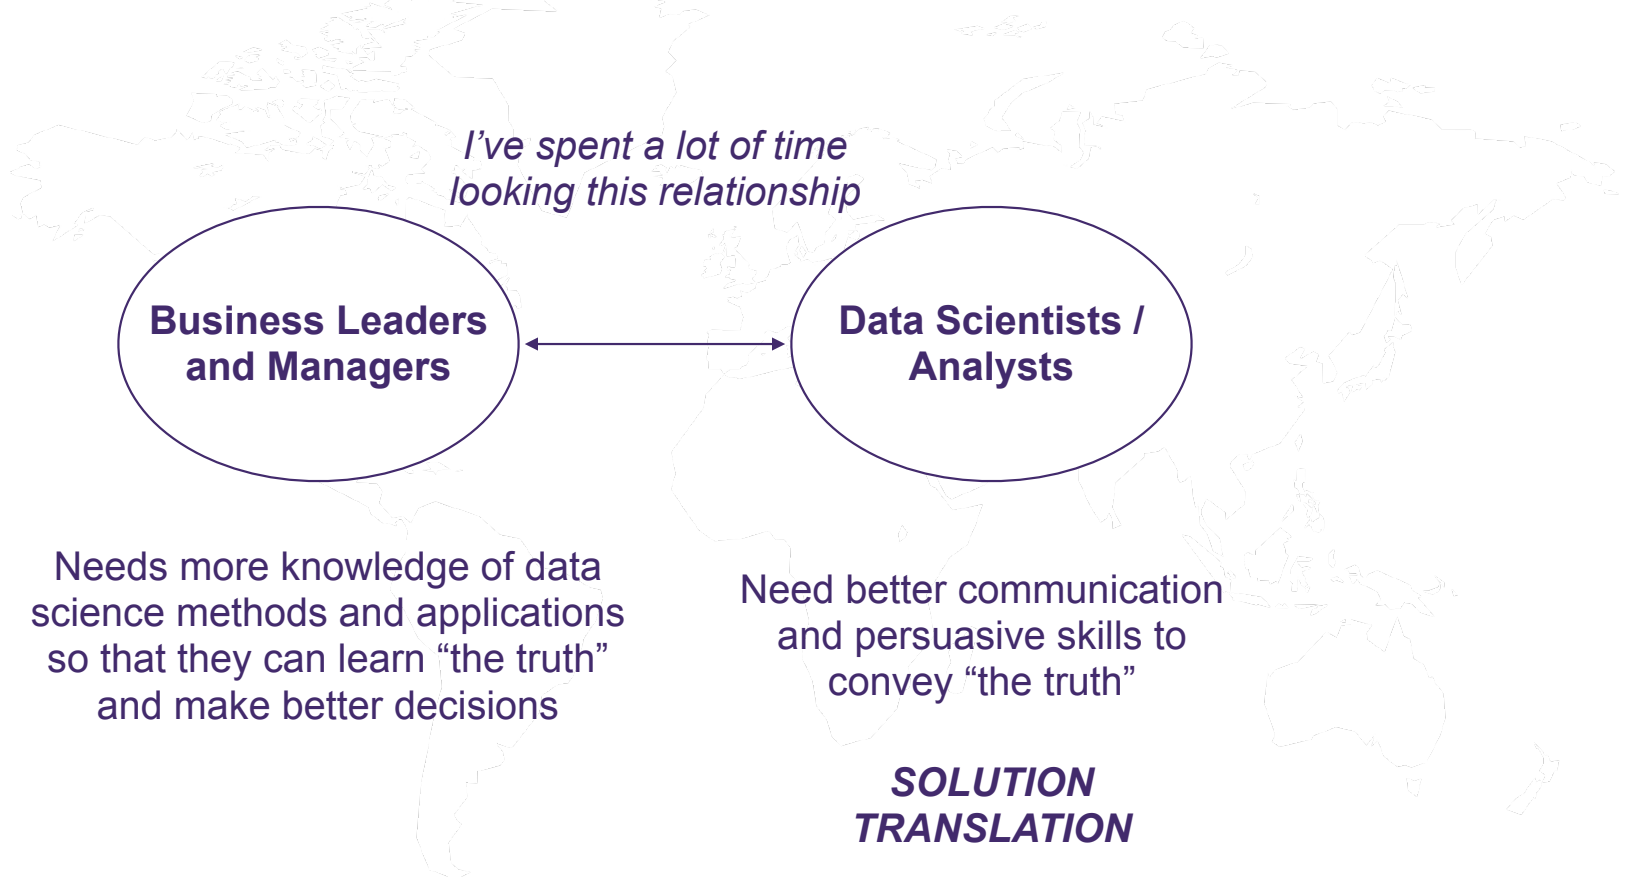 I’ve spent a lot of time
looking this relationship
Business Leaders
and Managers
Data Scientists /
Analysts
Needs more knowledge of data
science methods and applications
so that they can learn “the truth”
and make better decisions
Need better communication
and persuasive skills to
convey “the truth”
SOLUTION
TRANSLATION